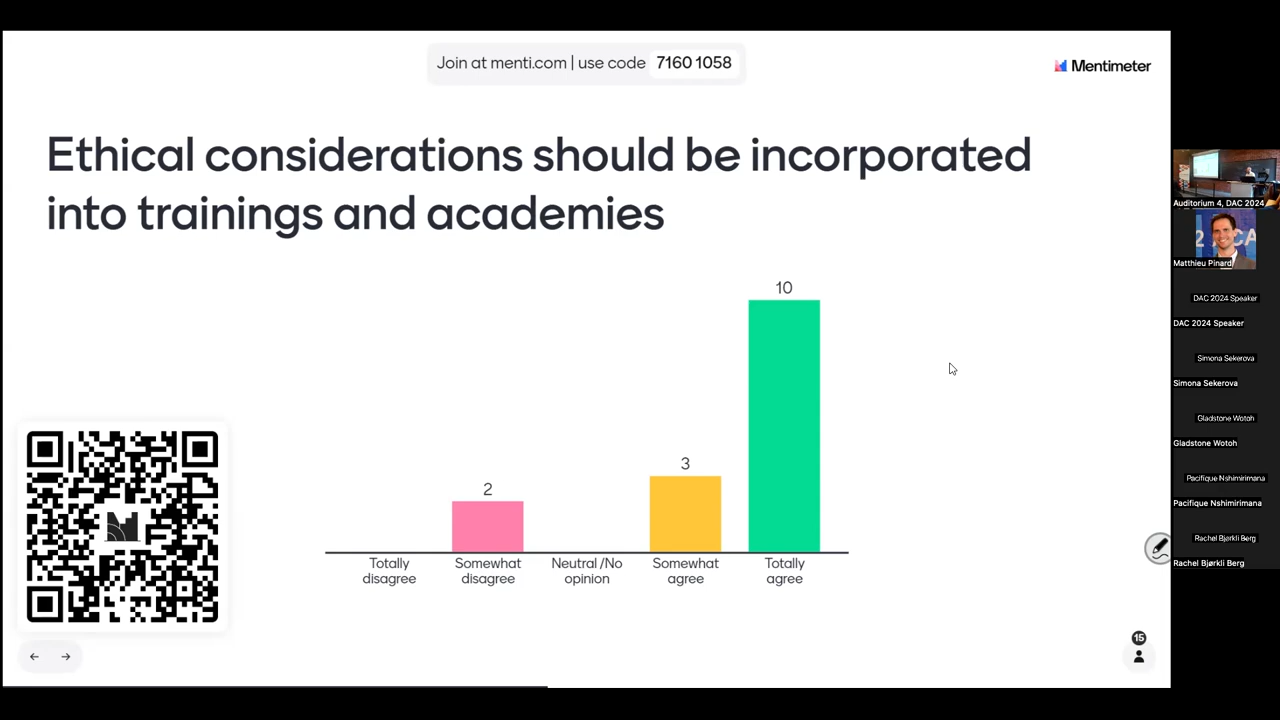 Join at menti.com | use code 7160 1058
Mentimeter
Ethical considerations should be incorporated
into trainings and academies
10
3
2
Totally
disagree
Somewhat
disagree
Neutral /No
opinion
Somewhat
agree
Totally
agree
15
Auditorium 4, DAC 2024
Matthieu Pinard
DAC 2024 Speaker
DAC 2024 Speaker
Simona Sekerova
Simona Sekerova
Gladstone Wotoh
Gladstone Wotoh
Pacifique Nshimirimana
Pacifique Nshimirimana
Rachel Bjørkli Berg
Rachel Bjørkli Berg